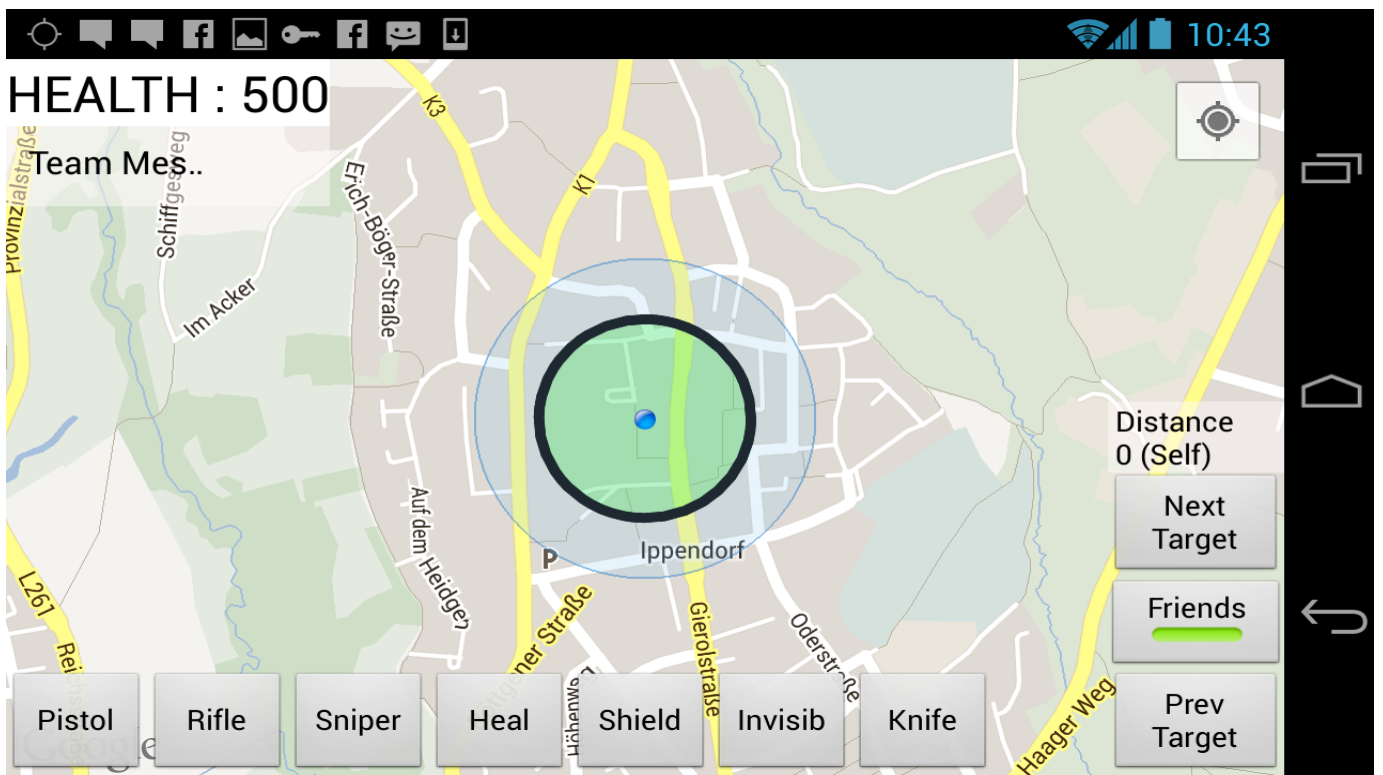 10:43
HEALTH : 500
Team Mes..
Provinzialstraße
Schiffgesweg
Im Acker
Erich-Böger-Straße
K3
K1
Distance
0 (Self)
Next
Target
Friends
Prev
Target
Auf dem Heidgen
P
Ippendorf
Gierolstraße
Oderstraße
Höhenweg
Haager Weg
L261
Pistol
Rifle
Sniper
Heal
Shield
Invisib
Knife
Google